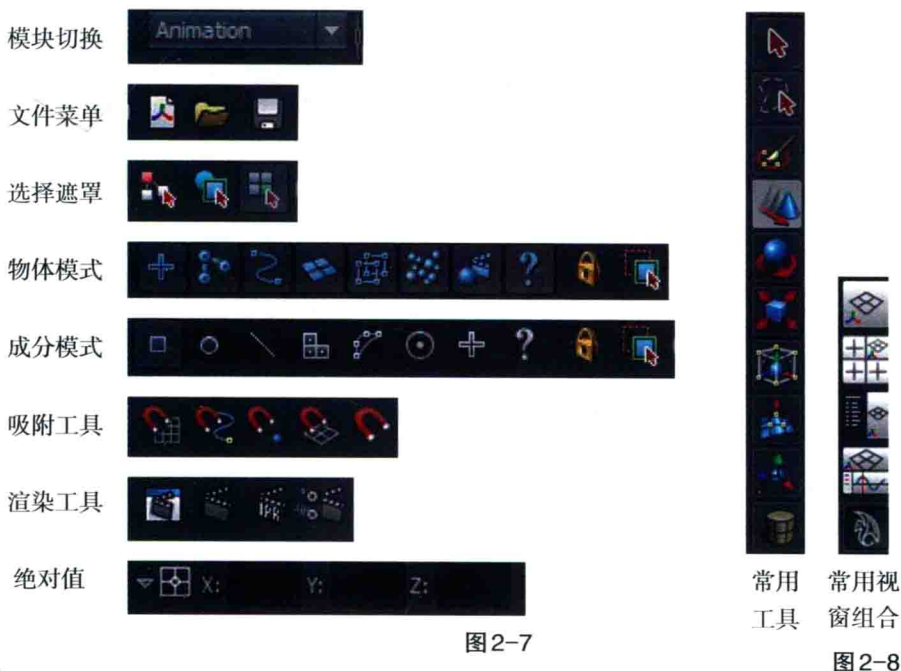 模块切换
Animation
文件菜单
选择遮罩
物体模式
?
成分模式
?
吸附工具
渲染工具
IPR
绝对值
X:
Y:
Z:
图2-7
常用
工具
常用视
窗组合
图2-8